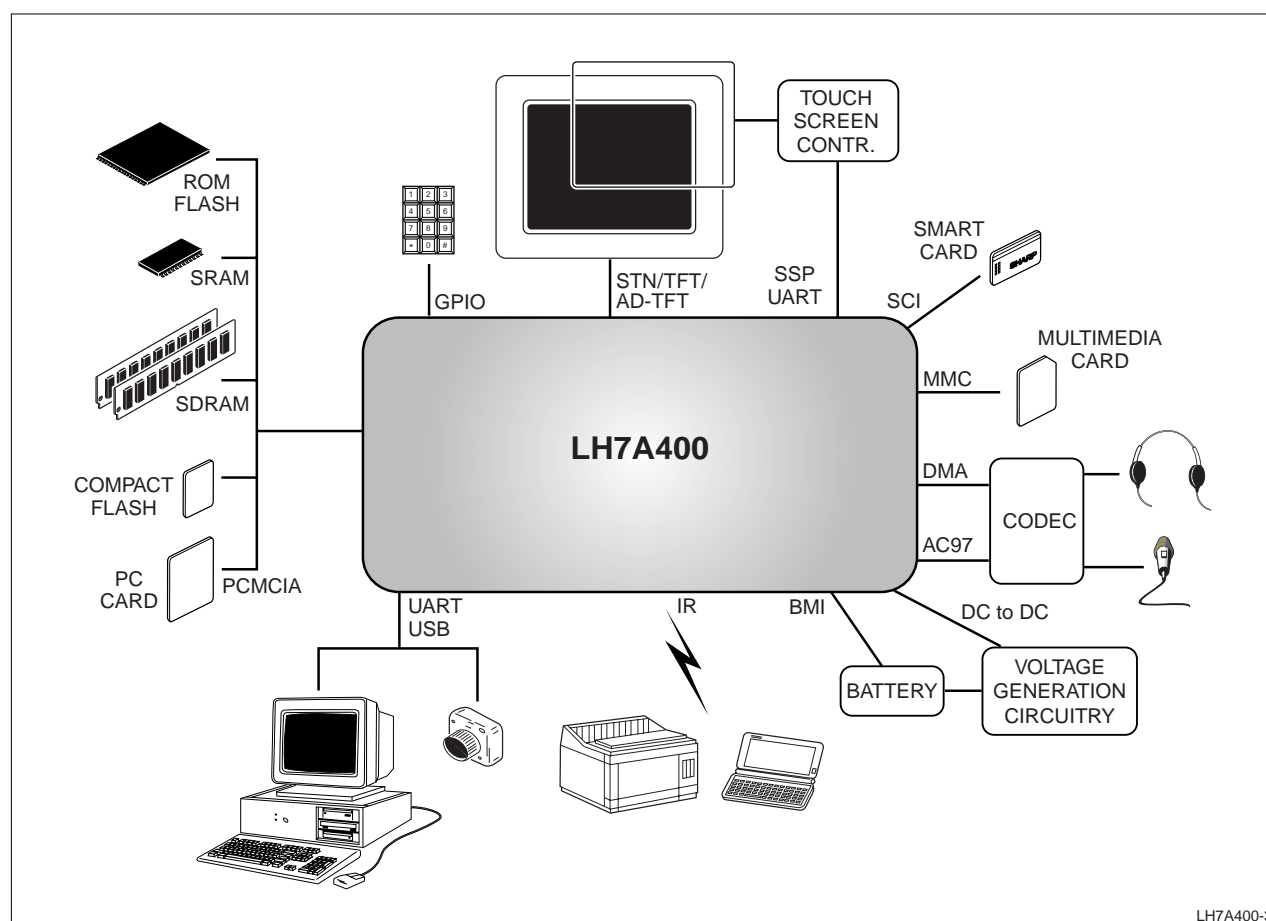 TOUCH
SCREEN
CONTR.
ROM
FLASH
1 2 3
4 5 6
7 8 9
* 0 #
SRAM
SMART
CARD
SHARP
GPIO
STN/TFT/
AD-TFT
SSP
UART
SCI
SDRAM
MULTIMEDIA
CARD
MMC
LH7A400
COMPACT
FLASH
DMA
CODEC
AC97
PC
CARD
PCMCIA
UART
USB
IR
BMI
DC to DC
BATTERY
VOLTAGE
GENERATION
CIRCUITRY